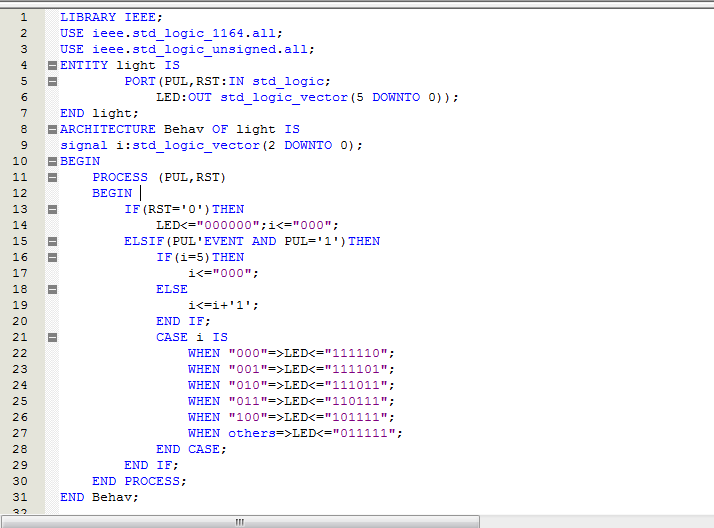 1 LIBRARY IEEE;
2 USE ieee.std_logic_1164.all;
3 USE ieee.std_logic_unsigned.all;
4 ENTITY light IS
5         PORT(PUL,RST:IN std_logic;
6             LED:OUT std_logic_vector(5 DOWNTO 0));
7 END light;
8 ARCHITECTURE Behav OF light IS
9 signal i:std_logic_vector(2 DOWNTO 0);
10 BEGIN
11     PROCESS (PUL,RST)
12     BEGIN
13         IF(RST='0')THEN
14             LED<="000000";i<="000";
15         ELSIF(PUL'EVENT AND PUL='1')THEN
16             IF(i=5)THEN
17                 i<="000";
18             ELSE
19                 i<=i+'1';
20             END IF;
21             CASE i IS
22                 WHEN "000"=>LED<="111110";
23                 WHEN "001"=>LED<="111101";
24                 WHEN "010"=>LED<="111011";
25                 WHEN "011"=>LED<="110111";
26                 WHEN "100"=>LED<="101111";
27                 WHEN others=>LED<="011111";
28             END CASE;
29         END IF;
30     END PROCESS;
31 END Behav;
32